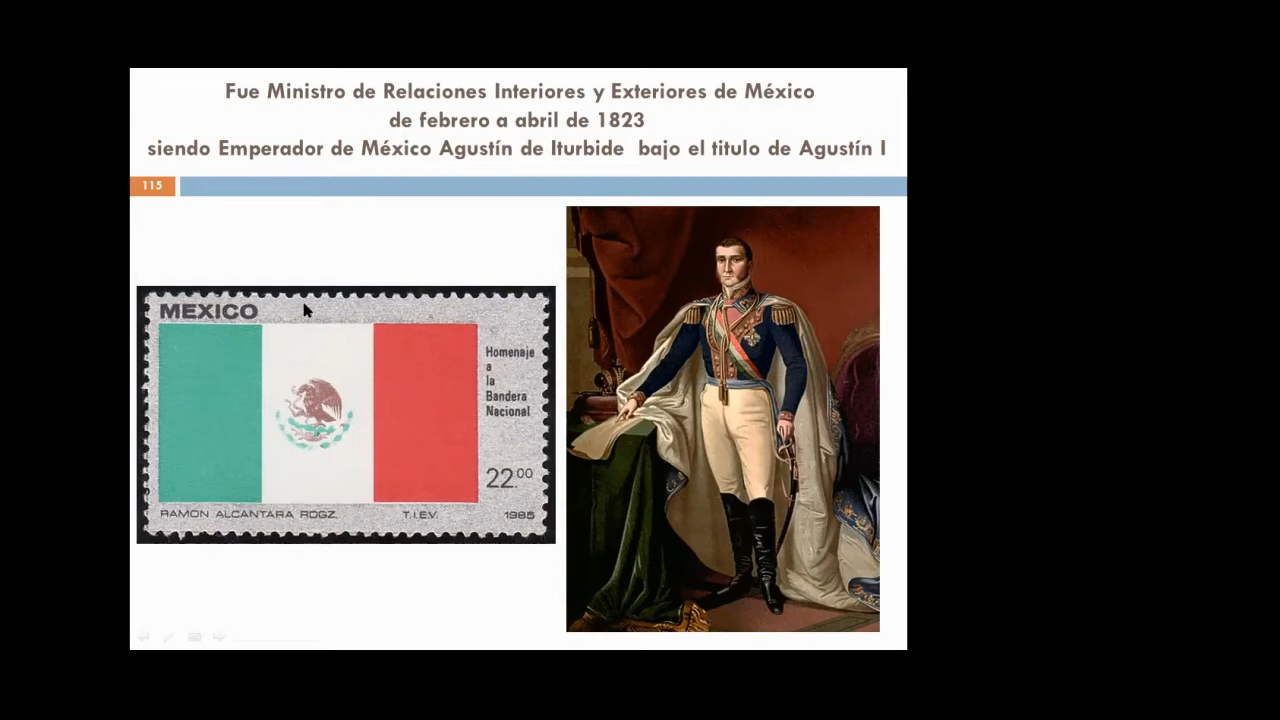 Fue Ministro de Relaciones Interiores y Exteriores de México
de febrero a abril de 1823
siendo Emperador de México Agustín de Iturbide bajo el titulo de Agustín I
115
MEXICO
Homenaje
a
la
Bandera
Nacional
22.00
RAMON ALCANTARA RDGZ. T.I.E.V. 1985